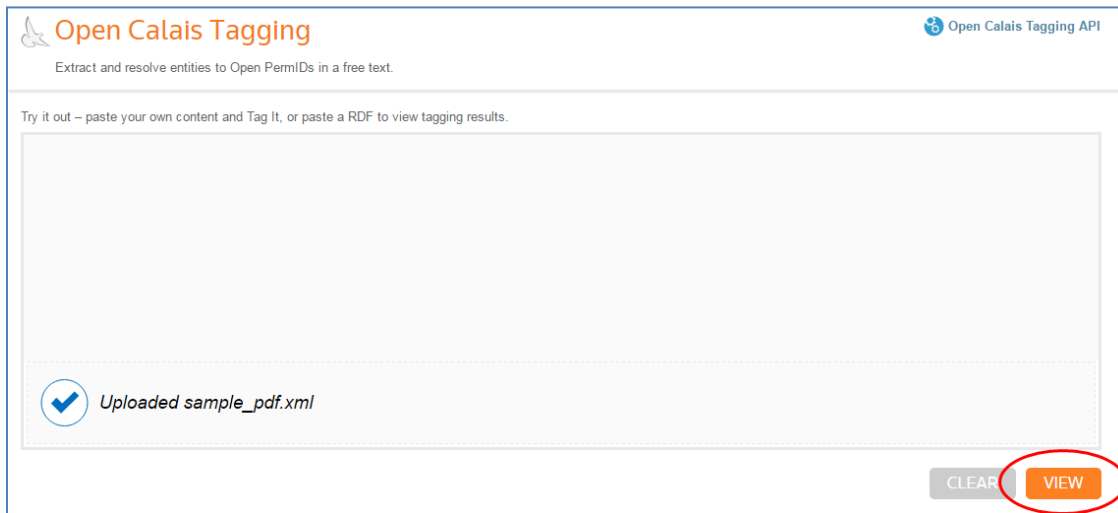 Open Calais Tagging
Open Calais Tagging API
Extract and resolve entities to Open PermIDs in a free text.
Try it out – paste your own content and Tag It, or paste a RDF to view tagging results.
Uploaded sample_pdf.xml
CLEAR
VIEW